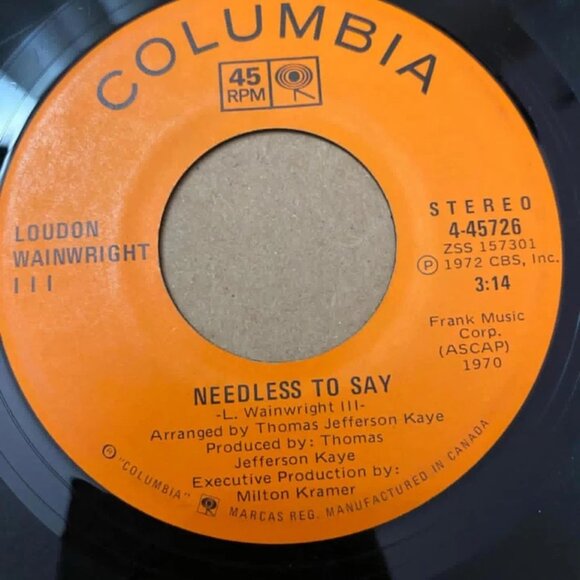 COLUMBIA
45
RPM
LOUDON
WAINWRIGHT
III
STEREO
4-45726
ZSS 157301
Ⓟ 1972 CBS, Inc.
3:14
Frank Music
Corp.
(ASCAP)
1970
NEEDLESS TO SAY
-L. Wainwright III-
Arranged by Thomas Jefferson Kaye
Produced by: Thomas
Jefferson Kaye
Executive Production by:
Milton Kramer
® "COLUMBIA" MARCAS REG. MANUFACTURED IN CANADA